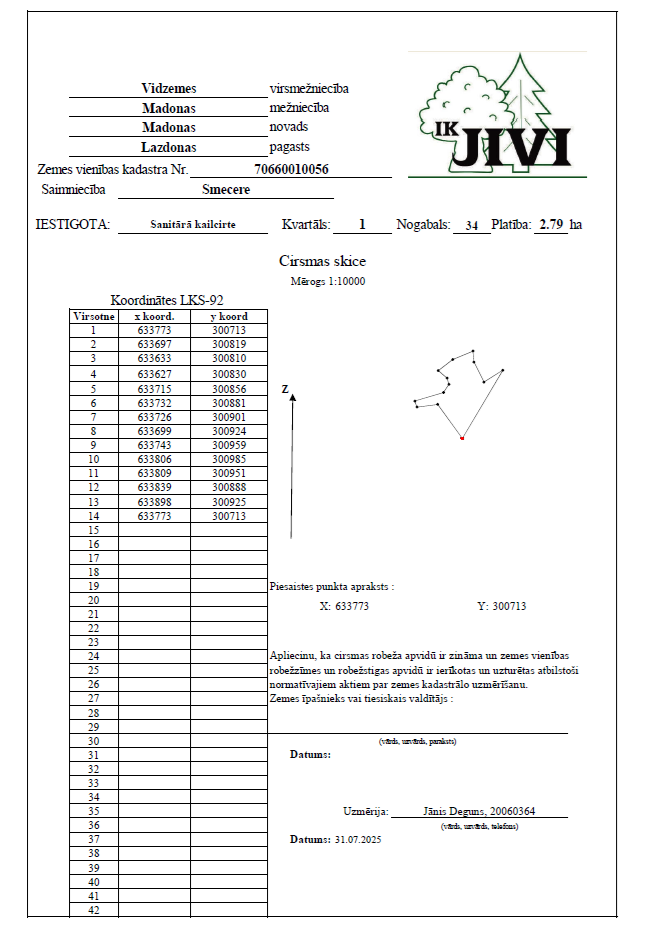 Vidzemes virsmežniecība
Madonas mežniecība
Madonas novads
Lazdonas pagasts
IK JIVI
Zemes vienības kadastra Nr. 70660010056
Saimniecība Smecere
IESTIGOTA: Sanitārā kailcirte Kvartāls: 1 Nogabals: 34 Platība: 2.79 ha
Cirsmas skice
Mērogs 1:10000
Koordinātes LKS-92
Virsotne x koord. y koord
1 633773 300713
2 633697 300819
3 633633 300810
4 633627 300830
5 633715 300856
6 633732 300881
7 633726 300901
8 633699 300924
9 633743 300959
10 633806 300985
11 633809 300951
12 633839 300888
13 633898 300925
14 633773 300713
15
16
17
18
19
20
21
22
23
24
25
26
27
28
29
30
31
32
33
34
35
36
37
38
39
40
41
42
Z
Piesaistes punkta apraksts :
X: 633773 Y: 300713
Apliecinu, ka cirsmas robeža apvidū ir zināma un zemes vienības
robežzīmes un robežstigas apvidū ir ierīkotas un uzturētas atbilstoši
normatīvajiem aktiem par zemes kadastrālo uzmērīšanu.
Zemes īpašnieks vai tiesiskais valdītājs :
(vārds, uzvārds, paraksts)
Datums:
Uzmērija: Jānis Deguns, 20060364
(vārds, uzvārds, telefons)
Datums: 31.07.2025